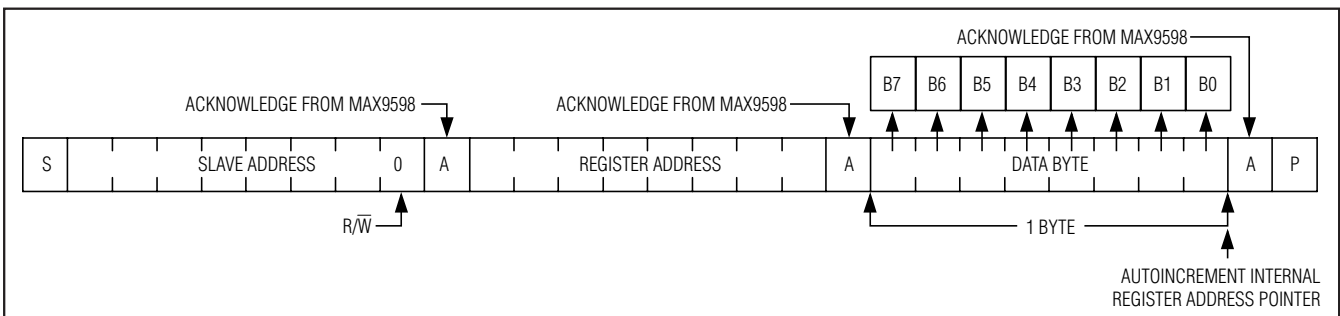 ACKNOWLEDGE FROM MAX9598
B7 B6 B5 B4 B3 B2 B1 B0
ACKNOWLEDGE FROM MAX9598 ACKNOWLEDGE FROM MAX9598
S SLAVE ADDRESS 0 A REGISTER ADDRESS A DATA BYTE A P
R/W̅ 1 BYTE
AUTOINCREMENT INTERNAL
REGISTER ADDRESS POINTER